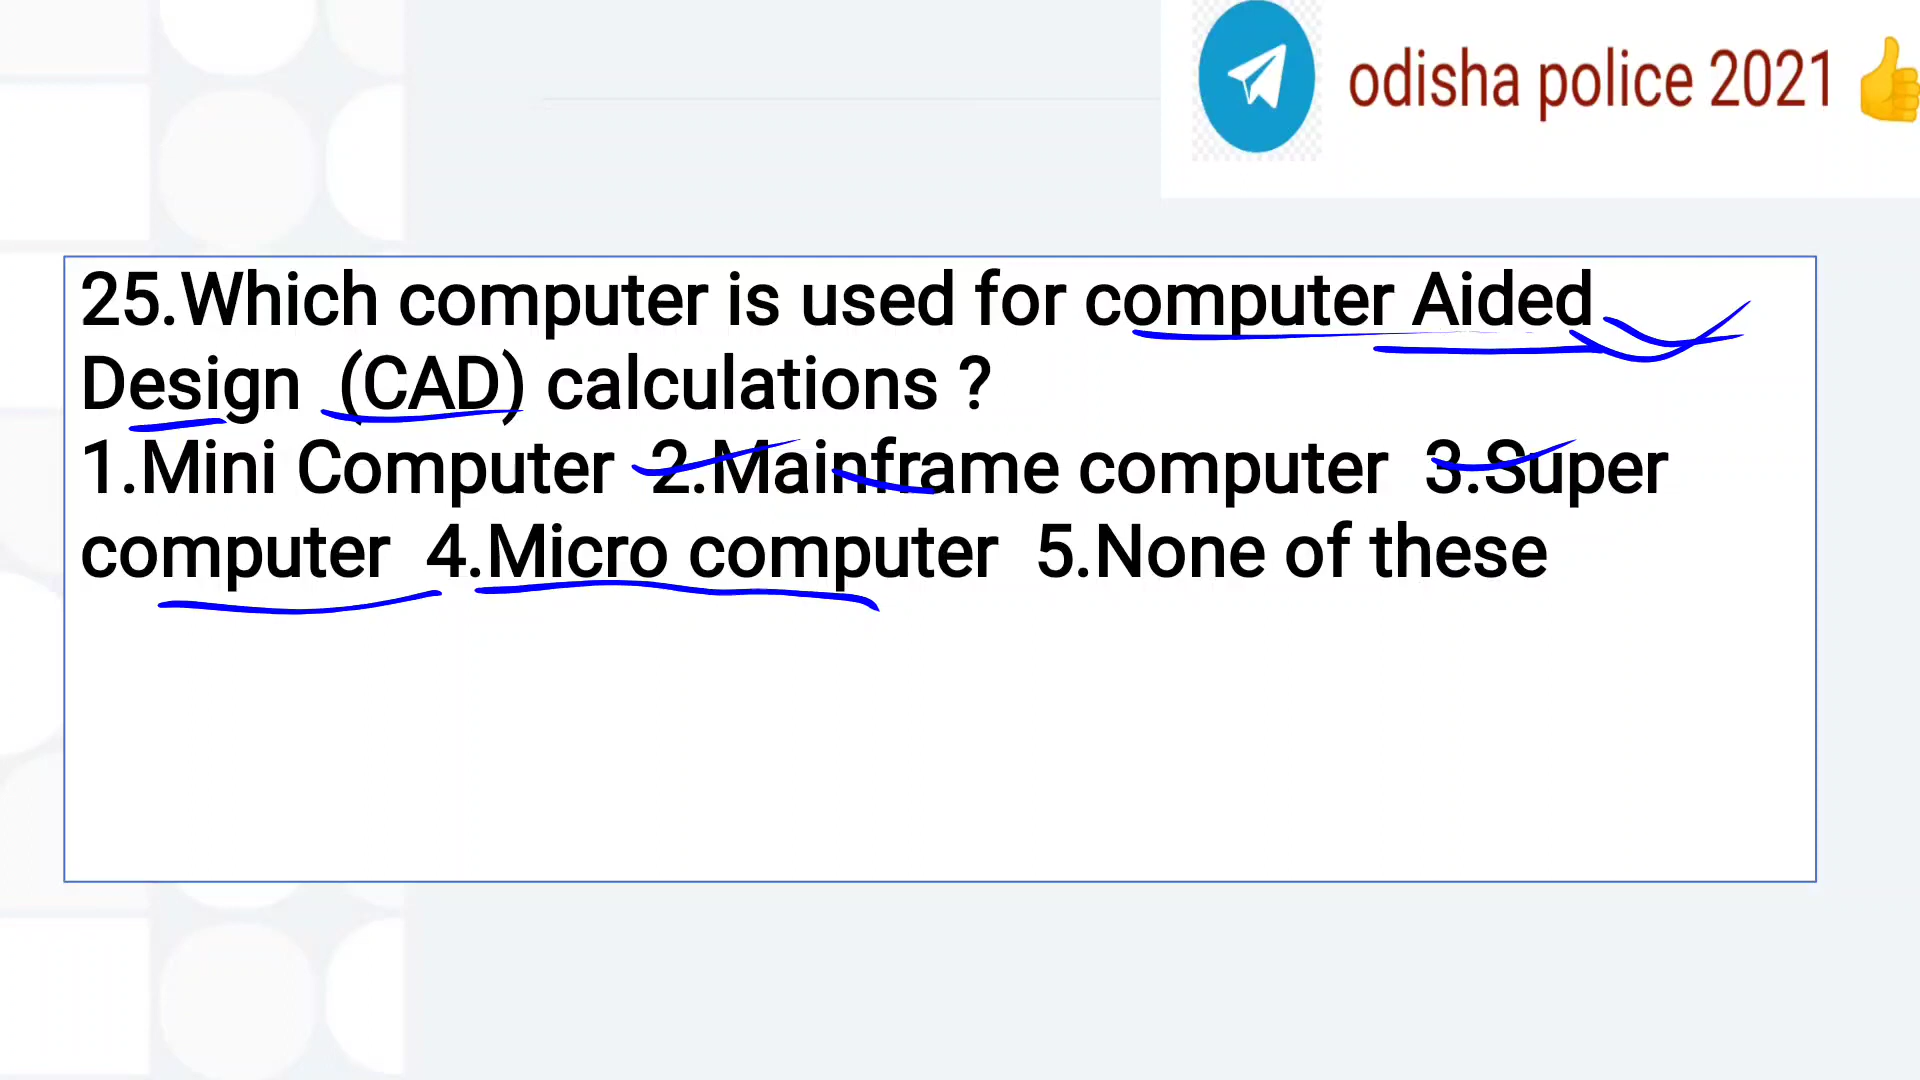 odisha police 2021 👍
25.Which computer is used for computer Aided
Design (CAD) calculations ?
1.Mini Computer 2.Mainframe computer 3.Super
computer 4.Micro computer 5.None of these